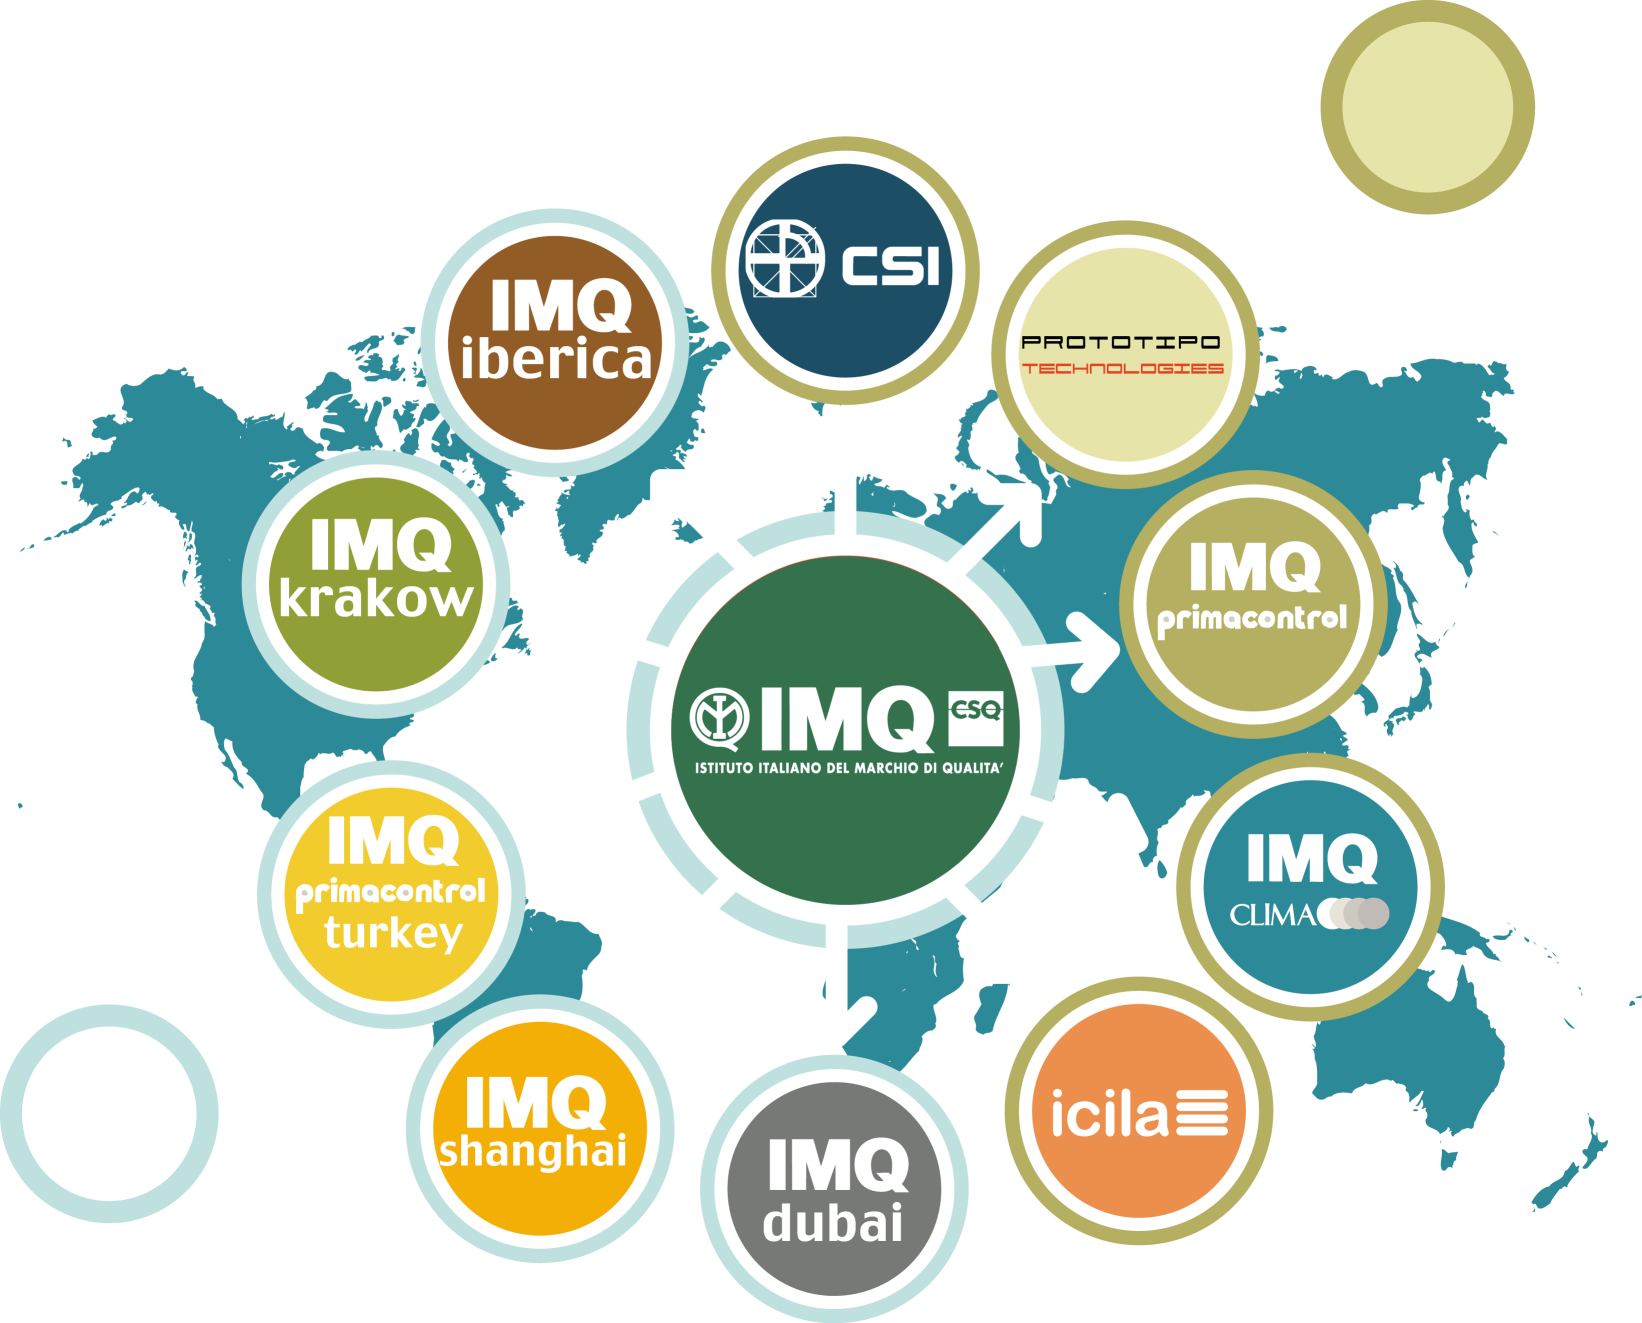 CSI
IMQ
iberica
PROTOTIPO
TECHNOLOGIES
IMQ
krakow
IMQ
primacontrol
IMQ CSQ
ISTITUTO ITALIANO DEL MARCHIO DI QUALITA'
IMQ
primacontrol
turkey
IMQ
CLIMA
IMQ
shanghai
icila
IMQ
dubai